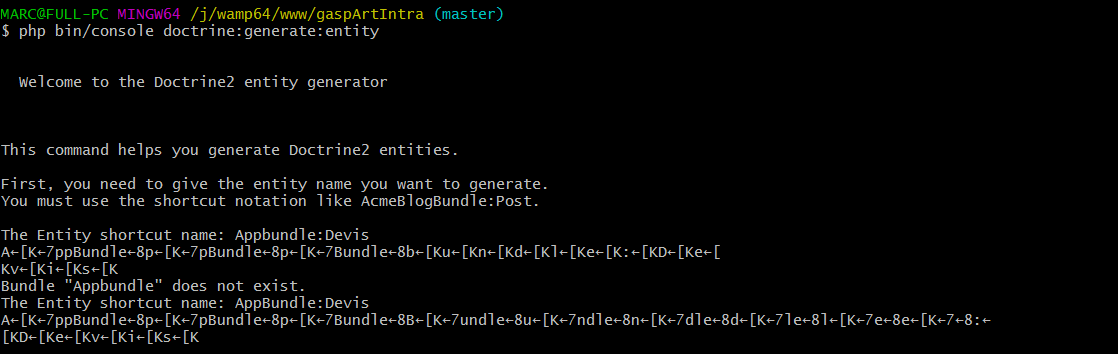 MARC@FULL-PC MINGW64 /j/wamp64/www/gaspArtIntra (master)
$ php bin/console doctrine:generate:entity
Welcome to the Doctrine2 entity generator
This command helps you generate Doctrine2 entities.
First, you need to give the entity name you want to generate.
You must use the shortcut notation like AcmeBlogBundle:Post.
The Entity shortcut name: Appbundle:Devis
A←[K←7ppBundle←8p←[K←7pBundle←8p←[K←7Bundle←8b←[Ku←[Kn←[Kd←[Kl←[Ke←[K:←[KD←[Ke←[
Kv←[Ki←[Ks←[K
Bundle "Appbundle" does not exist.
The Entity shortcut name: AppBundle:Devis
A←[K←7ppBundle←8p←[K←7pBundle←8p←[K←7Bundle←8B←[K←7undle←8u←[K←7ndle←8n←[K←7dle←8d←[K←7le←8l←[K←7e←8e←[K←7←8:←
[KD←[Ke←[Kv←[Ki←[Ks←[K